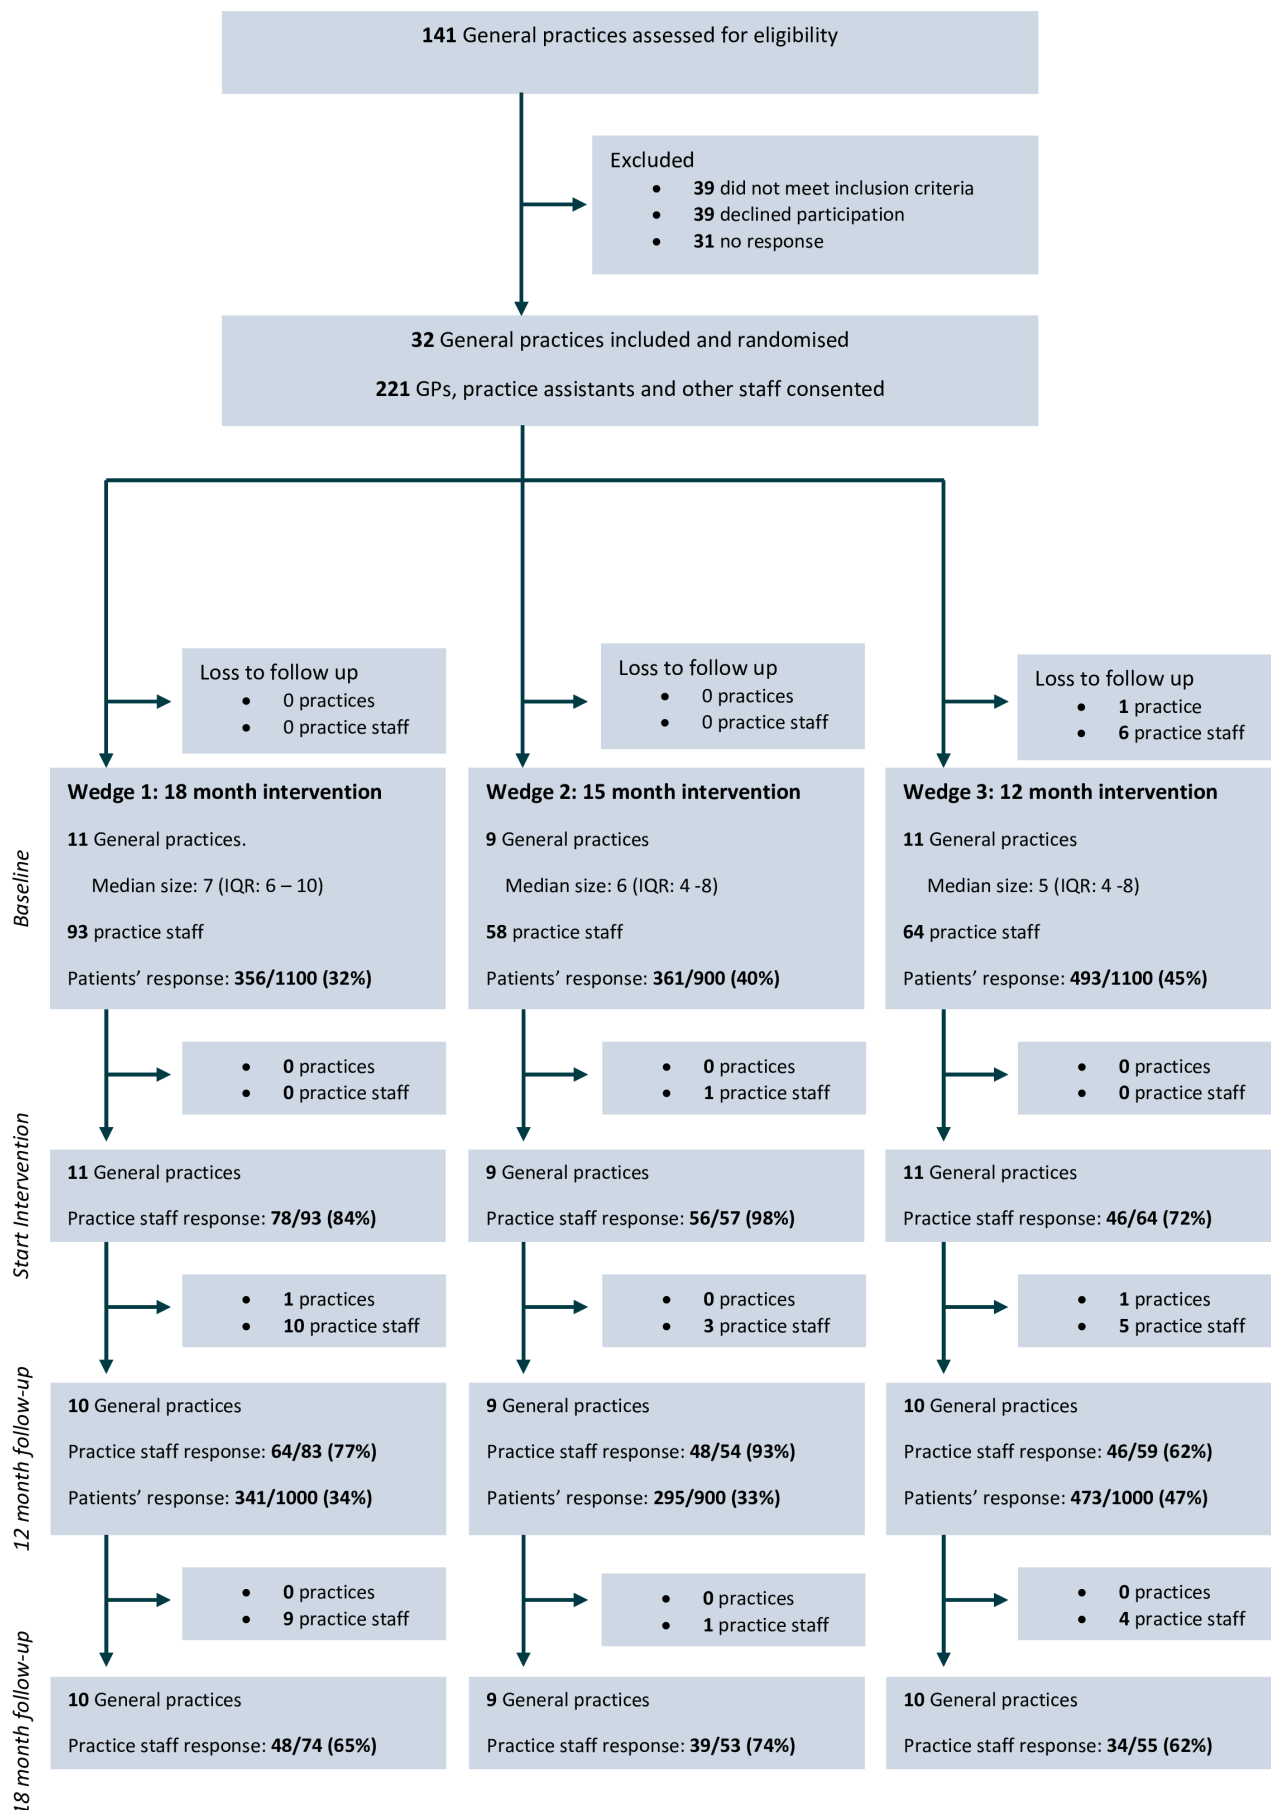 141 General practices assessed for eligibility
Excluded
• 39 did not meet inclusion criteria
• 39 declined participation
• 31 no response
32 General practices included and randomised
221 GPs, practice assistants and other staff consented
Loss to follow up
• 0 practices
• 0 practice staff
Loss to follow up
• 0 practices
• 0 practice staff
Loss to follow up
• 1 practice
• 6 practice staff
Baseline
Wedge 1: 18 month intervention
11 General practices.
Median size: 7 (IQR: 6 – 10)
93 practice staff
Patients’ response: 356/1100 (32%)
Wedge 2: 15 month intervention
9 General practices
Median size: 6 (IQR: 4 -8)
58 practice staff
Patients’ response: 361/900 (40%)
Wedge 3: 12 month intervention
11 General practices
Median size: 5 (IQR: 4 -8)
64 practice staff
Patients’ response: 493/1100 (45%)
• 0 practices
• 0 practice staff
• 0 practices
• 1 practice staff
• 0 practices
• 0 practice staff
Start Intervention
11 General practices
Practice staff response: 78/93 (84%)
9 General practices
Practice staff response: 56/57 (98%)
11 General practices
Practice staff response: 46/64 (72%)
• 1 practices
• 10 practice staff
• 0 practices
• 3 practice staff
• 1 practices
• 5 practice staff
12 month follow-up
10 General practices
Practice staff response: 64/83 (77%)
Patients’ response: 341/1000 (34%)
9 General practices
Practice staff response: 48/54 (93%)
Patients’ response: 295/900 (33%)
10 General practices
Practice staff response: 46/59 (62%)
Patients’ response: 473/1000 (47%)
• 0 practices
• 9 practice staff
• 0 practices
• 1 practice staff
• 0 practices
• 4 practice staff
18 month follow-up
10 General practices
Practice staff response: 48/74 (65%)
9 General practices
Practice staff response: 39/53 (74%)
10 General practices
Practice staff response: 34/55 (62%)